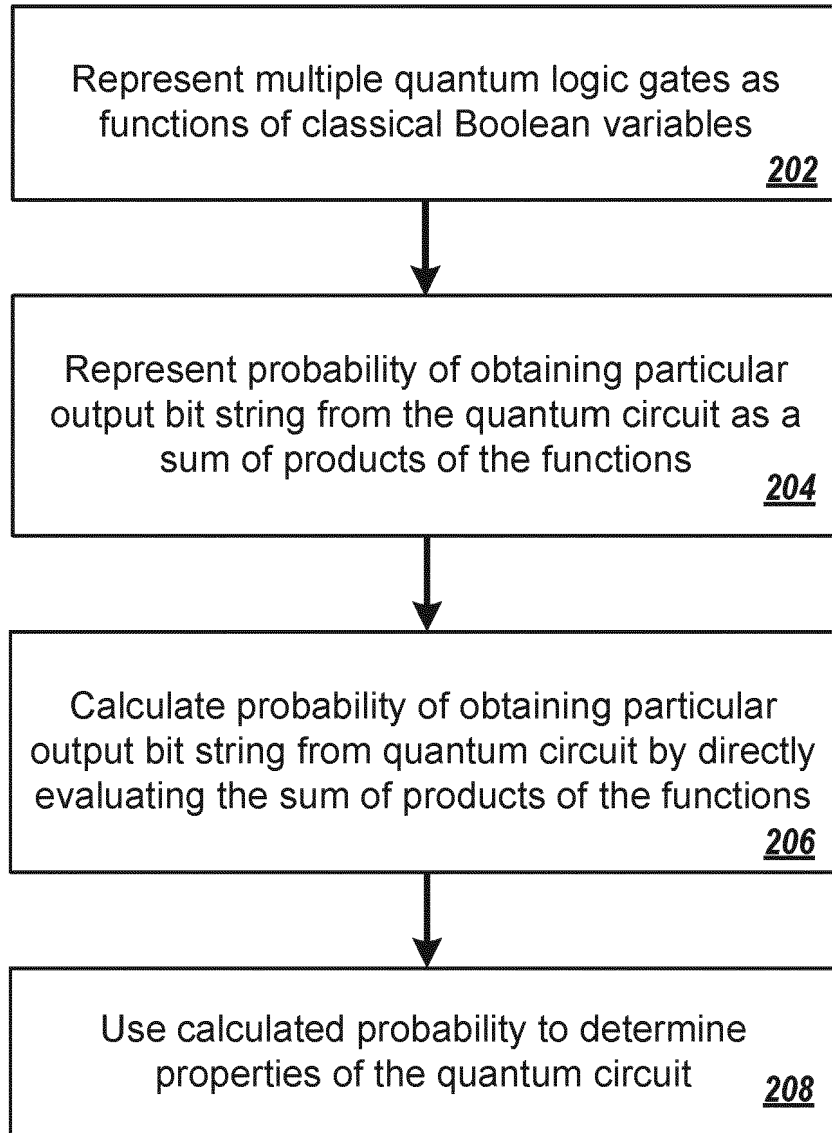 Represent multiple quantum logic gates as
functions of classical Boolean variables
202
Represent probability of obtaining particular
output bit string from the quantum circuit as a
sum of products of the functions
204
Calculate probability of obtaining particular
output bit string from quantum circuit by directly
evaluating the sum of products of the functions
206
Use calculated probability to determine
properties of the quantum circuit
208